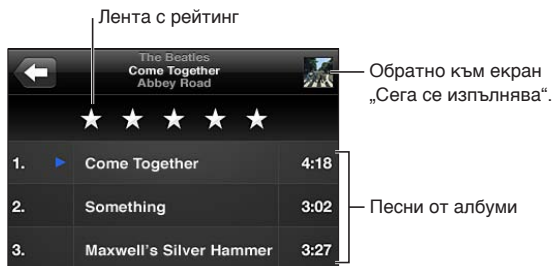 Лента с рейтинг
The Beatles
Come Together
Abbey Road
Обратно към екран
„Сега се изпълнява“.
1. Come Together 4:18
2. Something 3:02
3. Maxwell's Silver Hammer 3:27
Песни от албуми